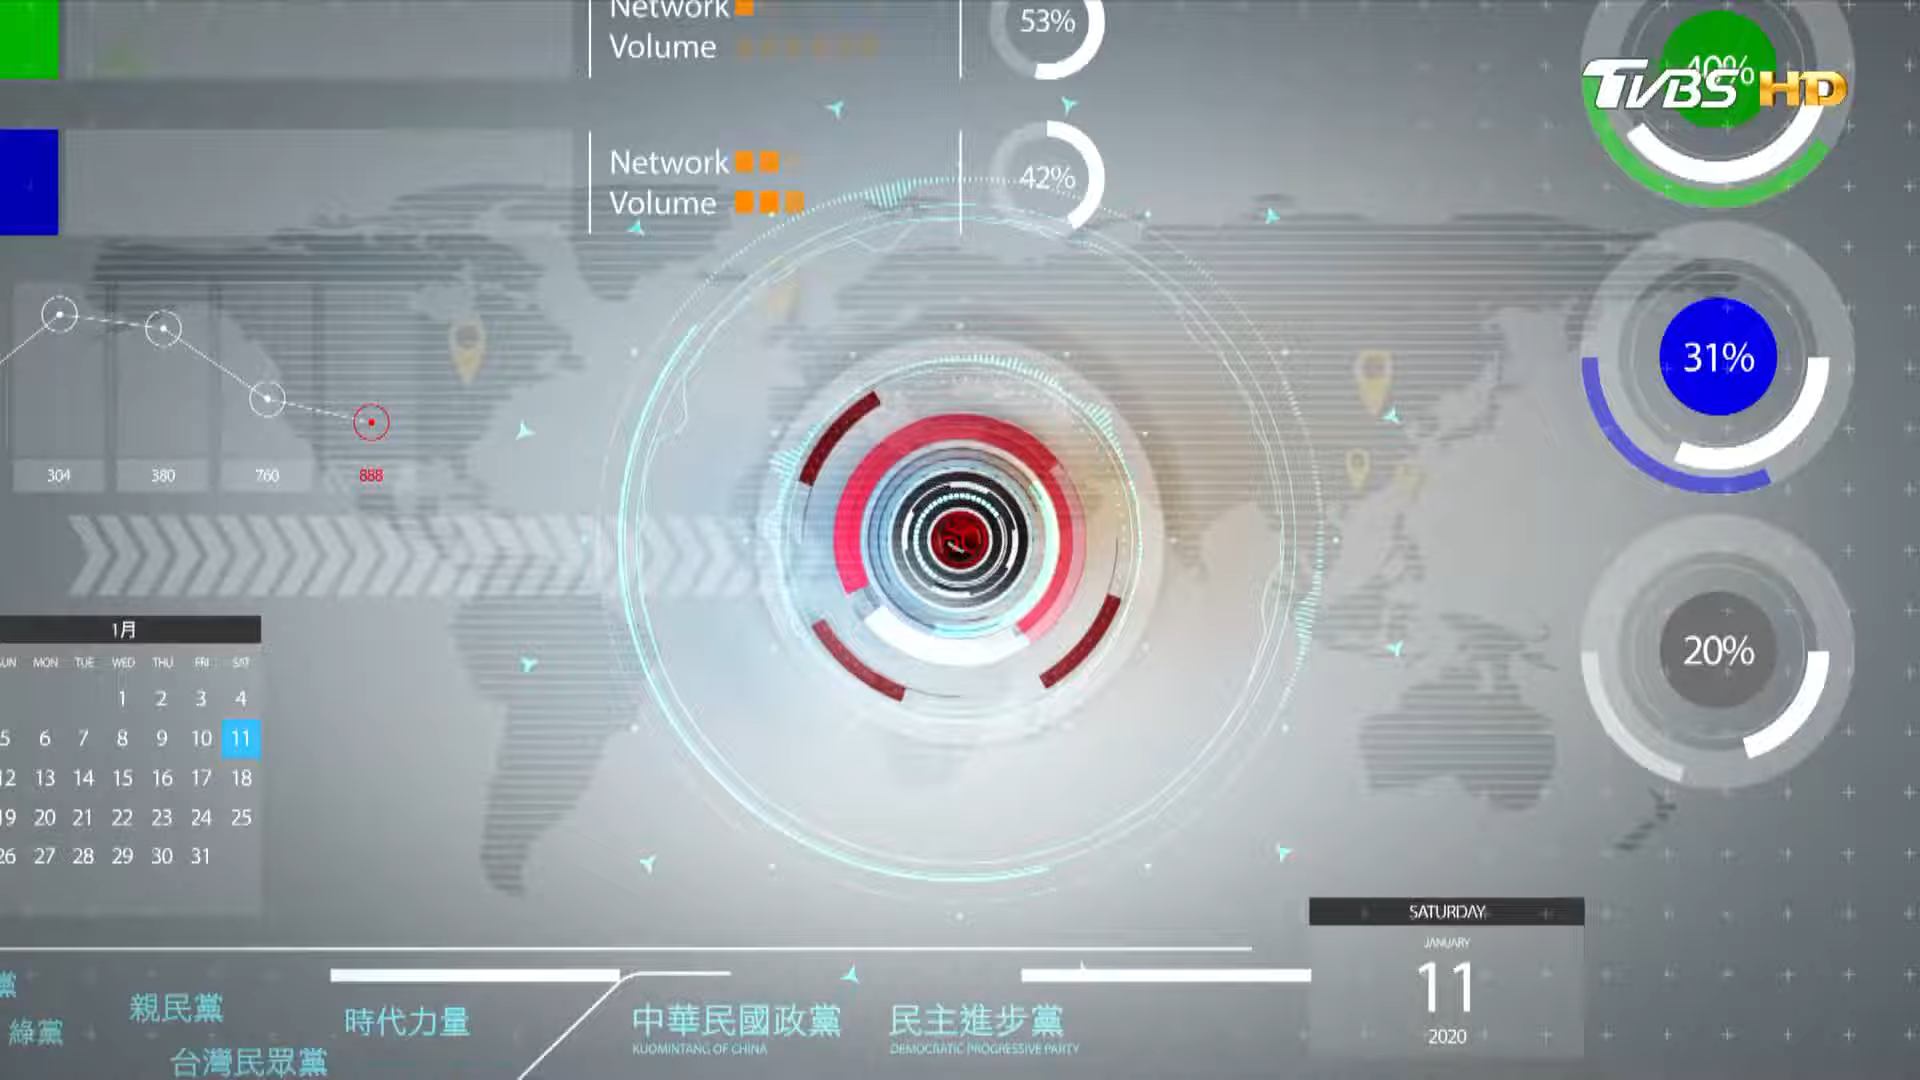 Network
Volume
53%
40%
TVBS HD
Network
Volume
42%
31%
304 380 760 888
20%
1月
MON TUE WED THU FRI SAT
1 2 3 4
5 6 7 8 9 10 11
12 13 14 15 16 17 18
19 20 21 22 23 24 25
26 27 28 29 30 31
SATURDAY
JANUARY
11
2020
黨
親民黨
綠黨
時代力量
台灣民眾黨
中華民國政黨
KUOMINTANG OF CHINA
民主進步黨
DEMOCRATIC PROGRESSIVE PARTY